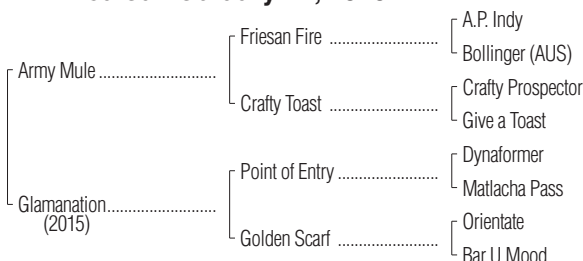 Friesan Fire
A.P. Indy
Bollinger (AUS)
Army Mule
Crafty Toast
Crafty Prospector
Give a Toast
Point of Entry
Dynaformer
Matlacha Pass
Glamanation
(2015)
Golden Scarf
Orientate
Bar U Mood